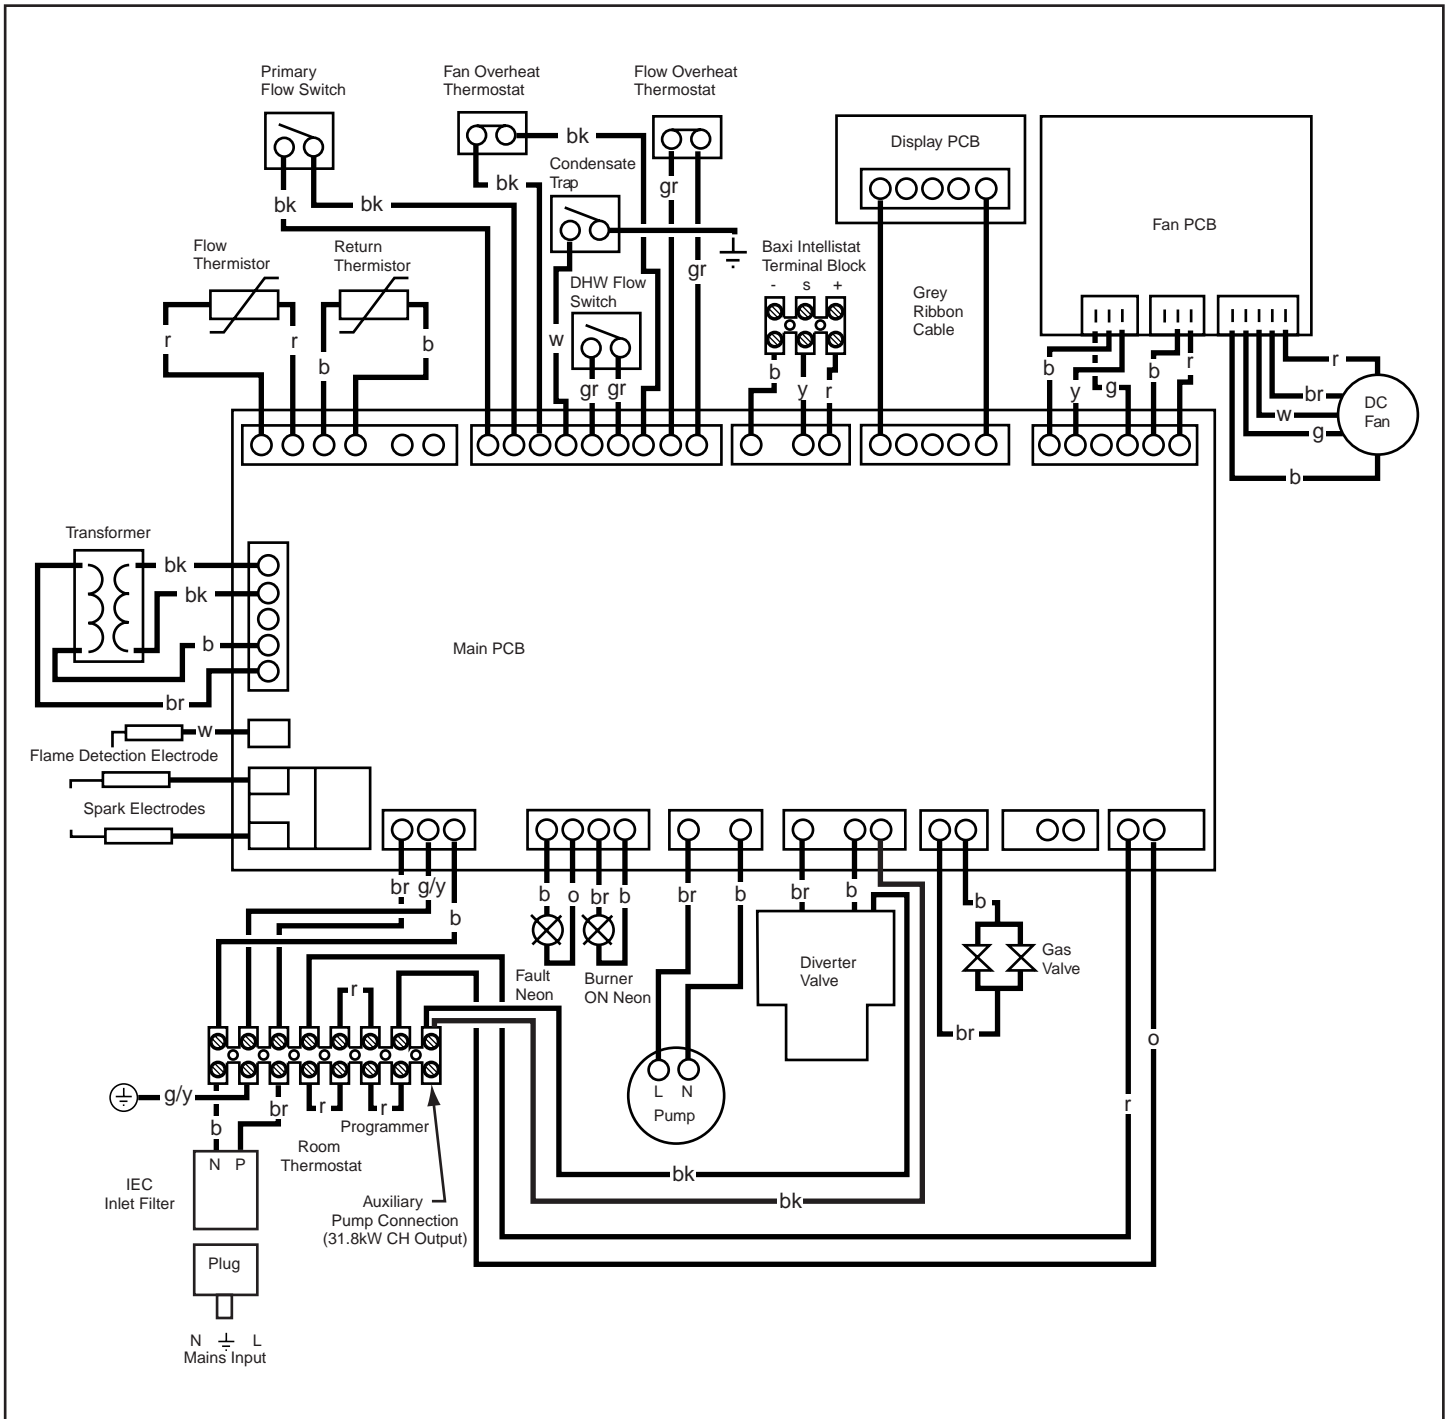 Primary
Flow Switch
Fan Overheat
Thermostat
Flow Overheat
Thermostat
bk
bk
bk
bk
Condensate
Trap
gr
gr
Display PCB
Fan PCB
Flow
Thermistor
Return
Thermistor
DHW Flow
Switch
Baxi Intellistat
Terminal Block
- s +
Grey
Ribbon
Cable
r
r
b
b
w
gr
gr
b
y
r
b
y
g
b
r
r
br
w
g
b
DC
Fan
Transformer
bk
bk
b
br
Main PCB
w
Flame Detection Electrode
Spark Electrodes
br g/y
b
b
o
br
b
br
b
br
b
b
br
Fault
Neon
Burner
ON Neon
Diverter
Valve
Gas
Valve
r
g/y
b
br
r
r
Programmer
Room
Thermostat
L N
Pump
o
r
bk
bk
N P
IEC
Inlet Filter
Auxiliary
Pump Connection
(31.8kW CH Output)
Plug
N L
Mains Input